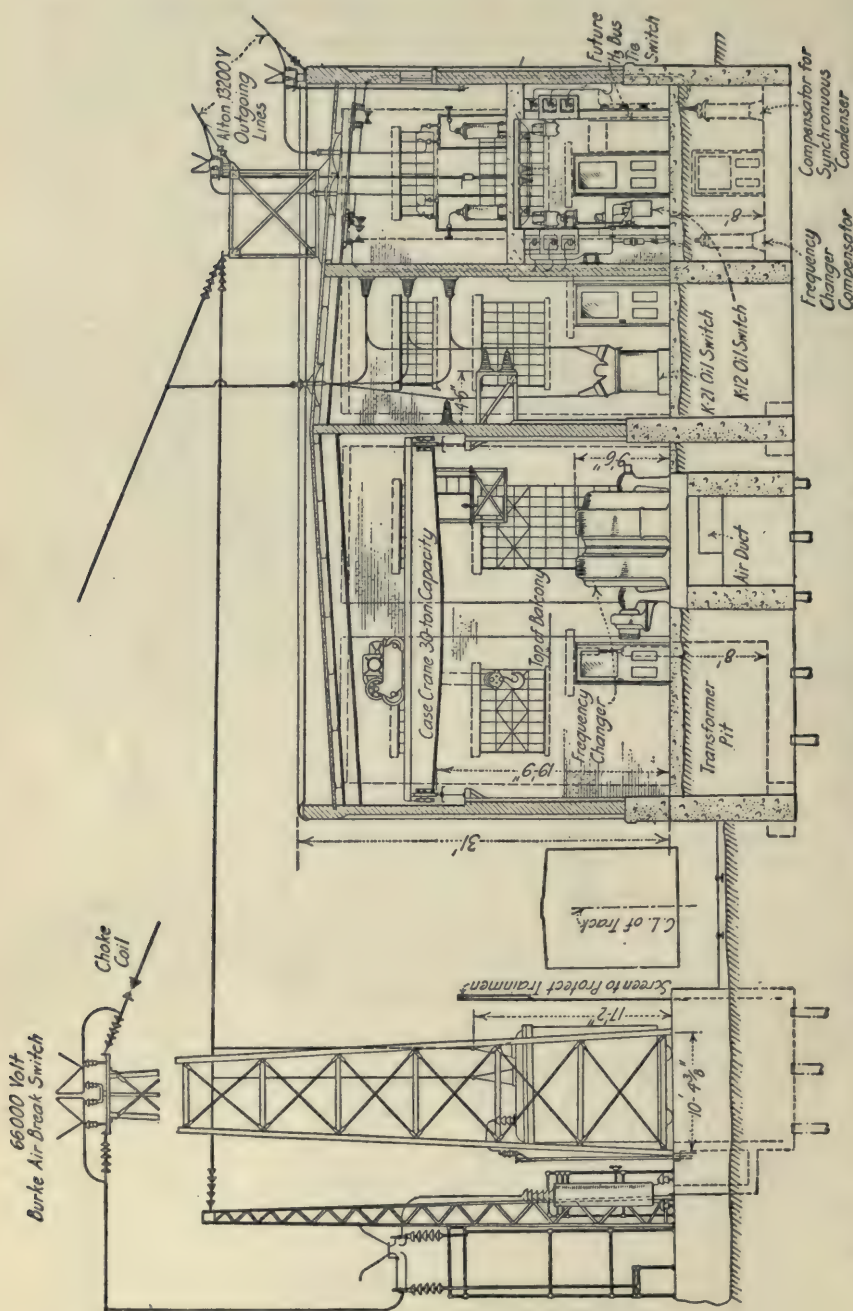 66000 Volt
Burke Air Break Switch
Choke
Coil
Alton 13200 V
Outgoing
Lines
31'
Case Crane 30-ton Capacity
19'-9"
Top of Balcony
Frequency
Changer
9'6"
4'-6"
Future
Bus
Tie
Switch
Screen to Protect Trainmen
17'-2"
10'-4⅜"
C.L. of Track
Transformer
Pit
8'
Air Duct
K-21 Oil Switch
K-12 Oil Switch
8'
Frequency
Changer
Compensator
Compensator for
Synchronuous
Condenser